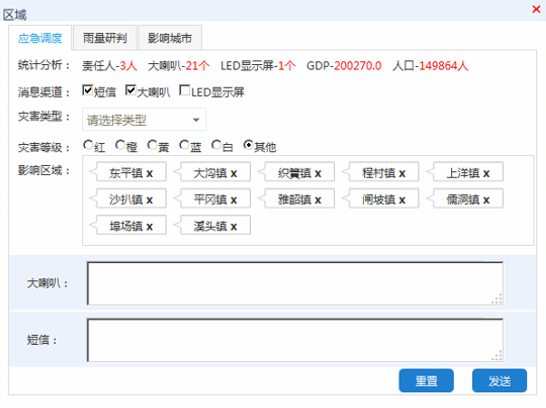 区域
应急调度 雨量研判 影响城市
统计分析： 责任人-3人 大喇叭-21个 LED显示屏-1个 GDP-200270.0 人口-149864人
消息渠道： 短信 大喇叭 LED显示屏
灾害类型： 请选择类型
灾害等级： 红 橙 黄 蓝 白 其他
影响区域： 东平镇 x 大沟镇 x 织篢镇 x 程村镇 x 上洋镇 x
沙扒镇 x 平冈镇 x 雅韶镇 x 闸坡镇 x 儒洞镇 x
埠场镇 x 溪头镇 x
大喇叭：
短信：
重置 发送